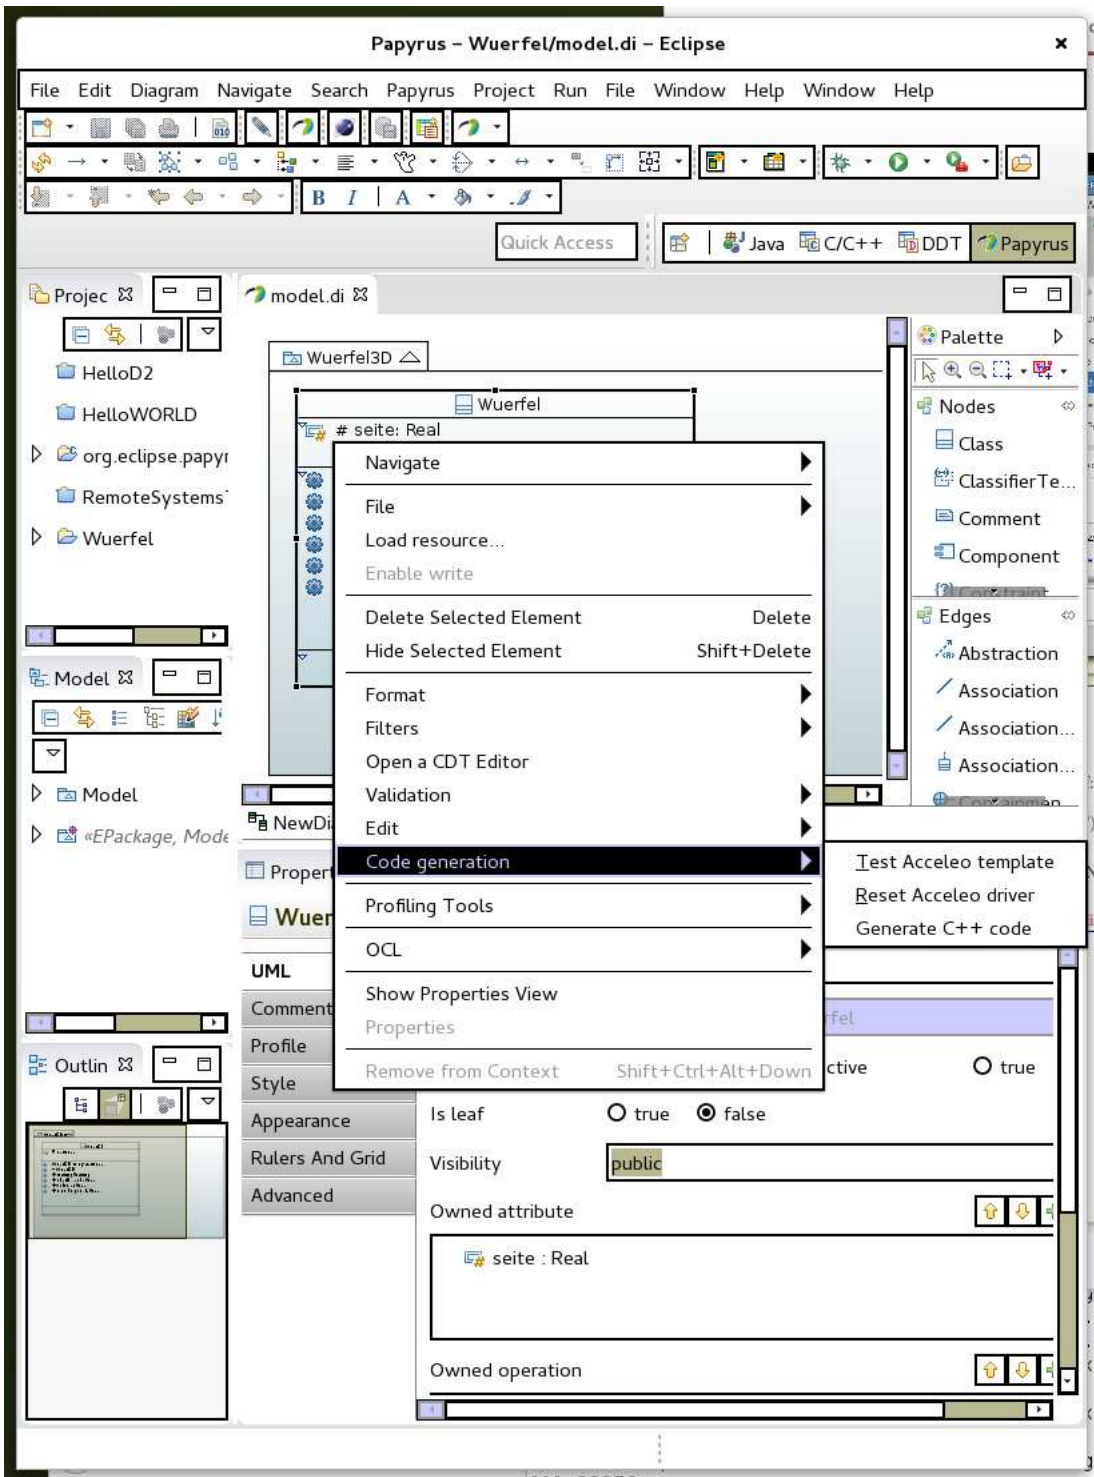 Papyrus – Wuerfel/model.di – Eclipse
File Edit Diagram Navigate Search Papyrus Project Run File Window Help Window Help
010
B I A
Quick Access
Java C/C++ DDT Papyrus
Projec
model.di
HelloD2
HelloWORLD
org.eclipse.papyr
RemoteSystemsT
Wuerfel
Wuerfel3D
Wuerfel
# seite: Real
Palette
Nodes
Class
ClassifierTe...
Comment
Component
Edges
Abstraction
Association
Association...
Association...
Navigate
File
Load resource...
Enable write
Delete Selected Element Delete
Hide Selected Element Shift+Delete
Format
Filters
Open a CDT Editor
Validation
Edit
Code generation
Profiling Tools
OCL
Show Properties View
Properties
Remove from Context Shift+Ctrl+Alt+Down
Test Acceleo template
Reset Acceleo driver
Generate C++ code
Model
Model
«EPackage, Mode
NewDi
Propert
Wuer
UML
Comment
Profile
Style
Appearance
Rulers And Grid
Advanced
rfel
ctive true
Is leaf true false
Visibility public
Owned attribute
seite : Real
Owned operation
Outlin